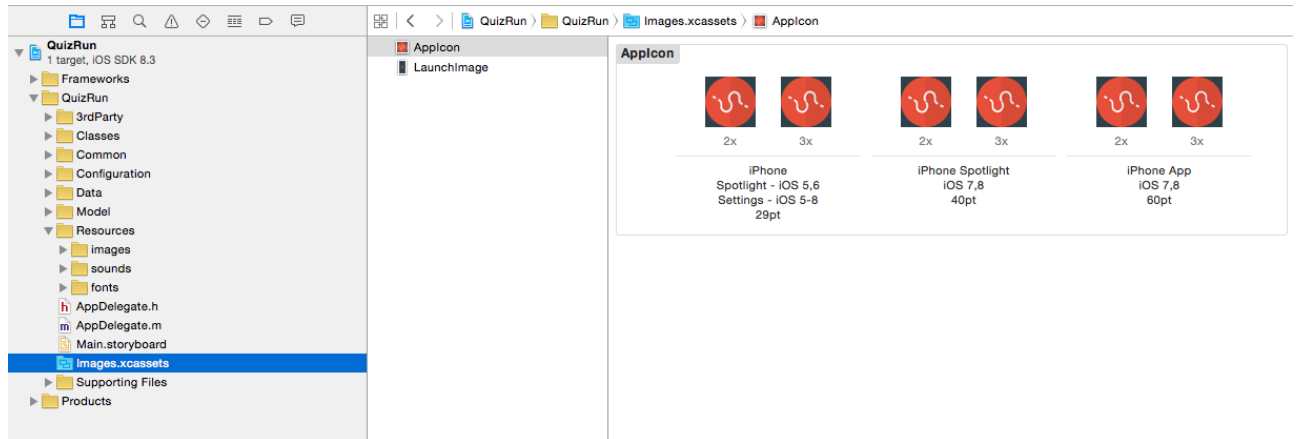 QuizRun
1 target, iOS SDK 8.3
Frameworks
QuizRun
3rdParty
Classes
Common
Configuration
Data
Model
Resources
images
sounds
fonts
h AppDelegate.h
m AppDelegate.m
Main.storyboard
Images.xcassets
Supporting Files
Products
QuizRun QuizRun Images.xcassets AppIcon
AppIcon
LaunchImage
AppIcon
2x 3x 2x 3x 2x 3x
iPhone
Spotlight - iOS 5,6
Settings - iOS 5-8
29pt
iPhone Spotlight
iOS 7,8
40pt
iPhone App
iOS 7,8
60pt